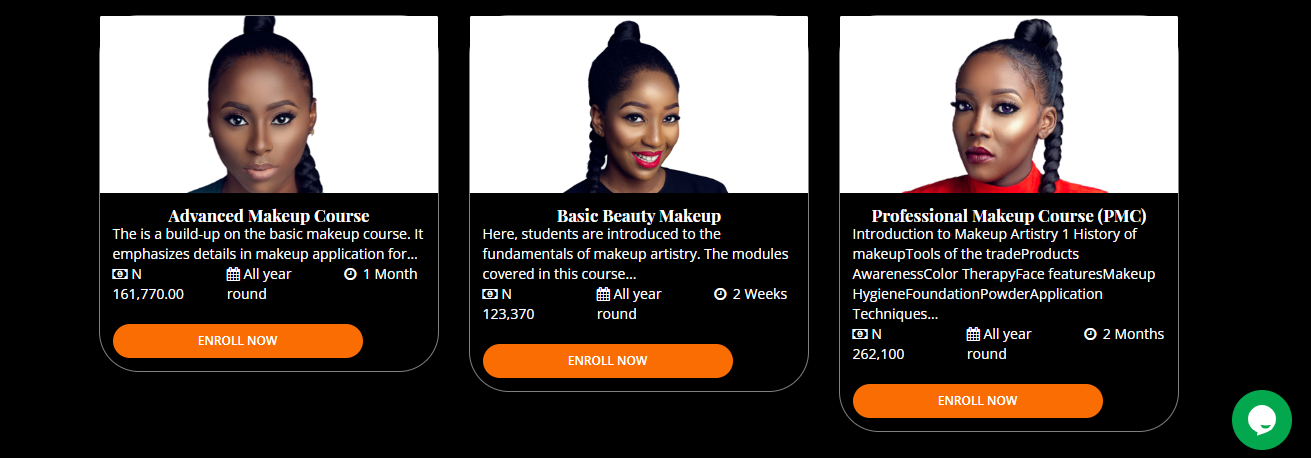 Advanced Makeup Course
The is a build-up on the basic makeup course. It
emphasizes details in makeup application for...
N
161,770.00
All year
round
1 Month
ENROLL NOW
Basic Beauty Makeup
Here, students are introduced to the
fundamentals of makeup artistry. The modules
covered in this course...
N
123,370
All year
round
2 Weeks
ENROLL NOW
Professional Makeup Course (PMC)
Introduction to Makeup Artistry 1 History of
makeupTools of the tradeProducts
AwarenessColor TherapyFace featuresMakeup
HygieneFoundationPowderApplication
Techniques...
N
262,100
All year
round
2 Months
ENROLL NOW